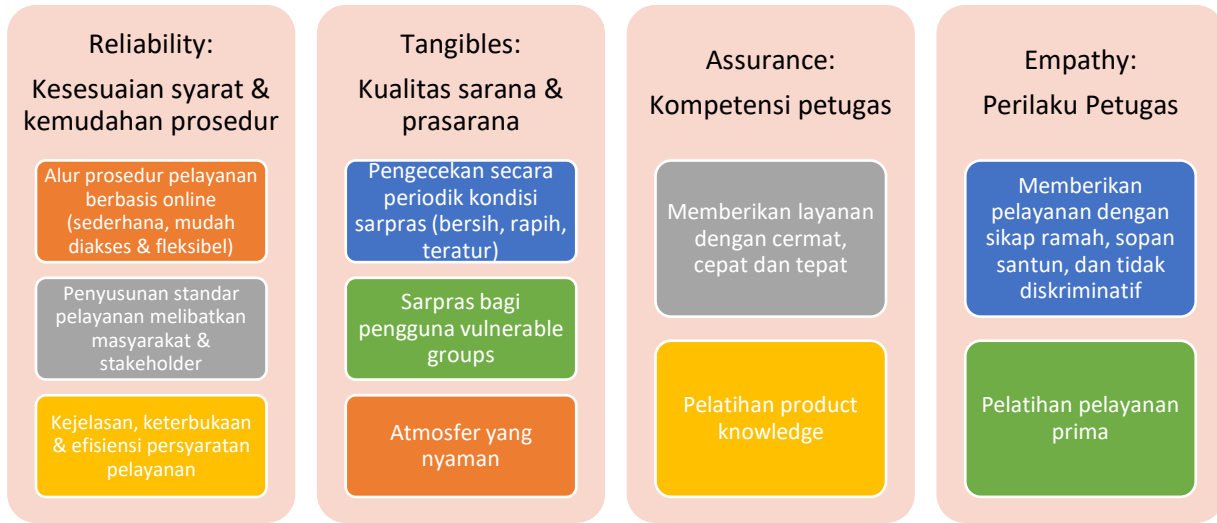 Reliability:
Kesesuaian syarat &
kemudahan prosedur
Alur prosedur pelayanan
berbasis online
(sederhana, mudah
diakses & fleksibel)
Penyusunan standar
pelayanan melibatkan
masyarakat &
stakeholder
Kejelasan, keterbukaan
& efisiensi persyaratan
pelayanan
Tangibles:
Kualitas sarana &
prasarana
Pengecekan secara
periodik kondisi
sarpras (bersih, rapih,
teratur)
Sarpras bagi
pengguna vulnerable
groups
Atmosfer yang
nyaman
Assurance:
Kompetensi petugas
Memberikan layanan
dengan cermat,
cepat dan tepat
Pelatihan product
knowledge
Empathy:
Perilaku Petugas
Memberikan
pelayanan dengan
sikap ramah, sopan
santun, dan tidak
diskriminatif
Pelatihan pelayanan
prima